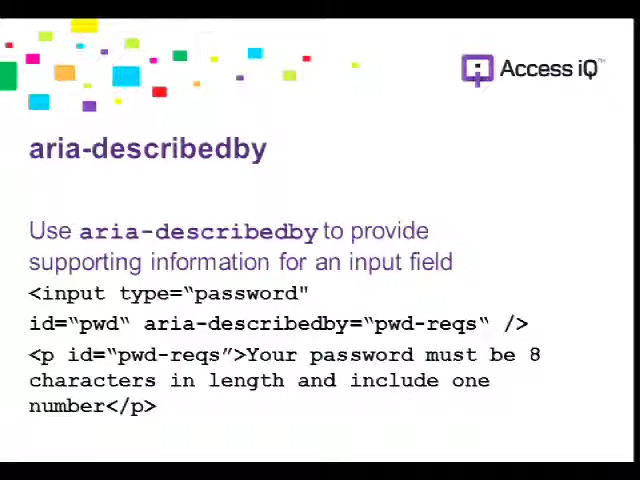 Access iQ™
aria-describedby
Use aria-describedby to provide
supporting information for an input field
<input type=“password"
id=“pwd“ aria-describedby=“pwd-reqs“ />
<p id=“pwd-reqs”>Your password must be 8
characters in length and include one
number</p>